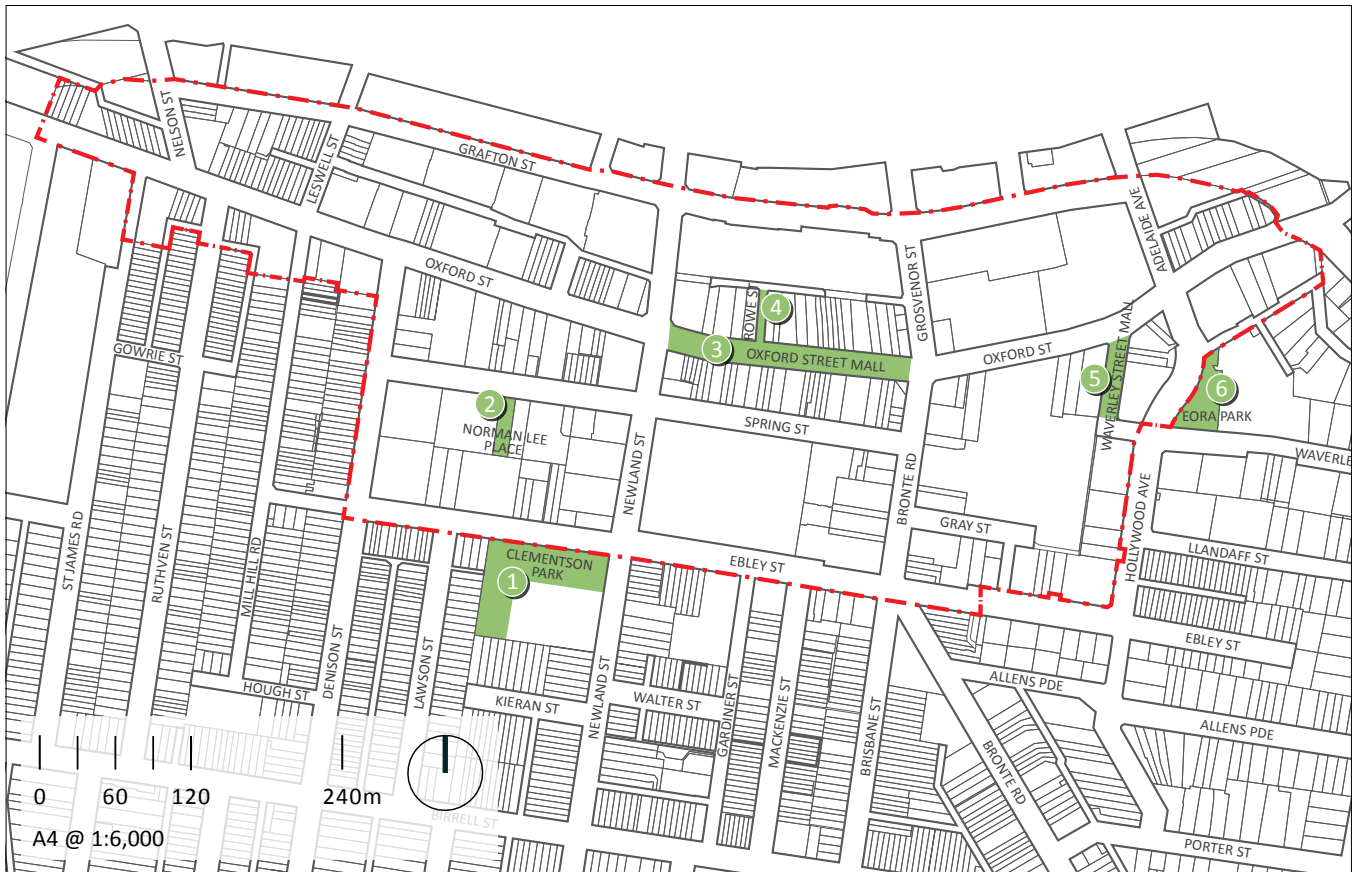 NELSON ST
LESWELL ST
GRAFTON ST
ADELAIDE AVE
GROSVENOR ST
OXFORD ST
ROWE ST
4
3
OXFORD STREET MALL
OXFORD ST
WAVERLEY STREET MALL
5
6
EORA PARK
GOWRIE ST
2
NORMAN LEE
PLACE
SPRING ST
NEWLAND ST
BRONTE RD
WAVERLE
HOLLYWOOD AVE
GRAY ST
LLANDAFF ST
ST JAMES RD
RUTHVEN ST
MILL HILL RD
DENISON ST
LAWSON ST
CLEMENTSON
PARK
1
EBLEY ST
EBLEY ST
HOUGH ST
KIERAN ST
NEWLAND ST
WALTER ST
GARDINER ST
MACKENZIE ST
BRISBANE ST
BRONTE RD
ALLENS PDE
ALLENS PDE
PORTER ST
BIRRELL ST
0 60 120 240m
A4 @ 1:6,000